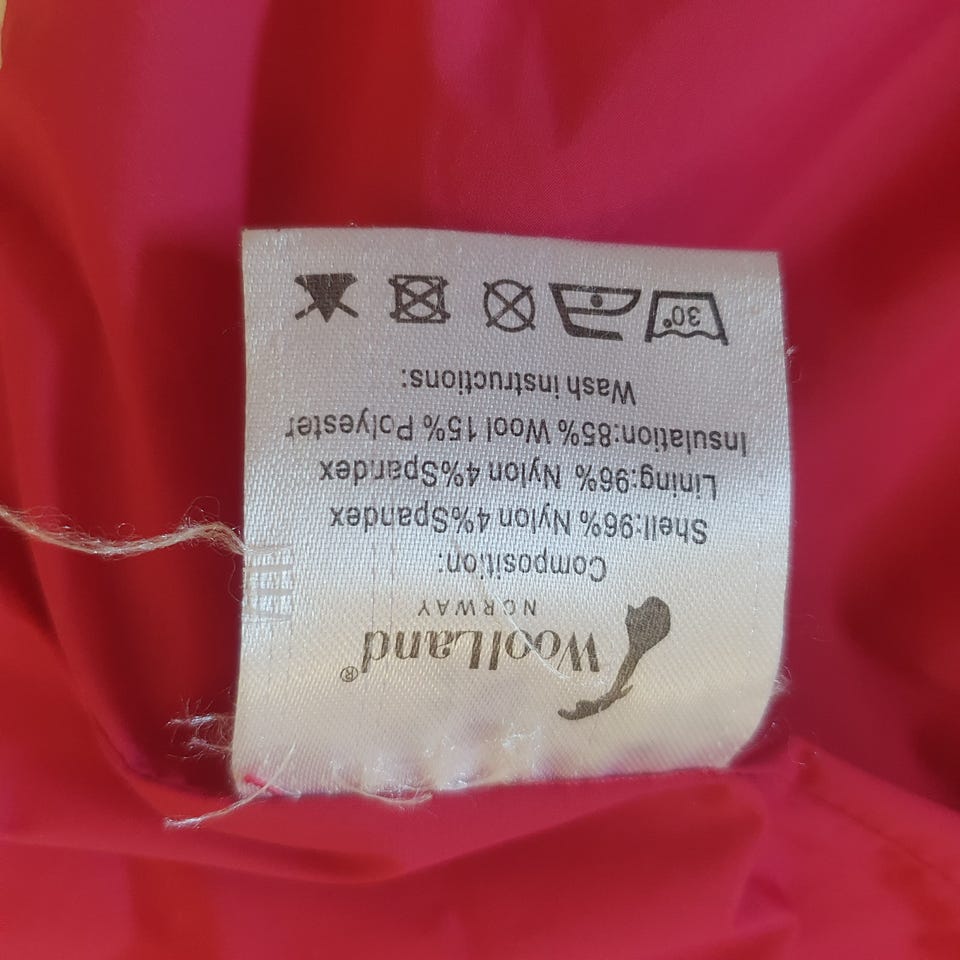 WoolLand®
NORWAY
Composition:
Shell:96% Nylon 4%Spandex
Lining:96% Nylon 4%Spandex
Insulation:85% Wool 15% Polyester
Wash instructions:
30°